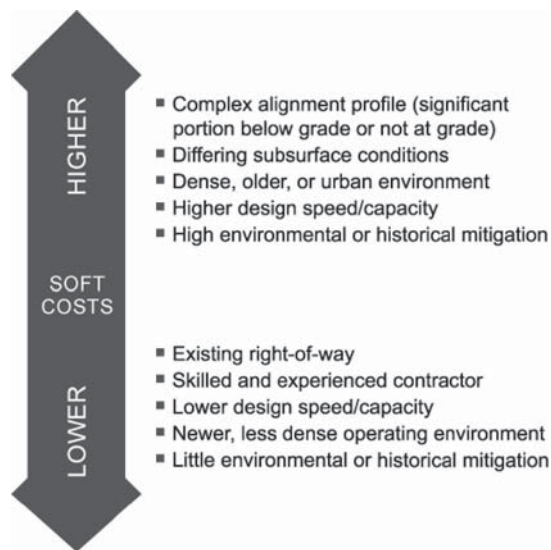 HIGHER
■ Complex alignment profile (significant
portion below grade or not at grade)
■ Differing subsurface conditions
■ Dense, older, or urban environment
■ Higher design speed/capacity
■ High environmental or historical mitigation
SOFT
COSTS
LOWER
■ Existing right-of-way
■ Skilled and experienced contractor
■ Lower design speed/capacity
■ Newer, less dense operating environment
■ Little environmental or historical mitigation